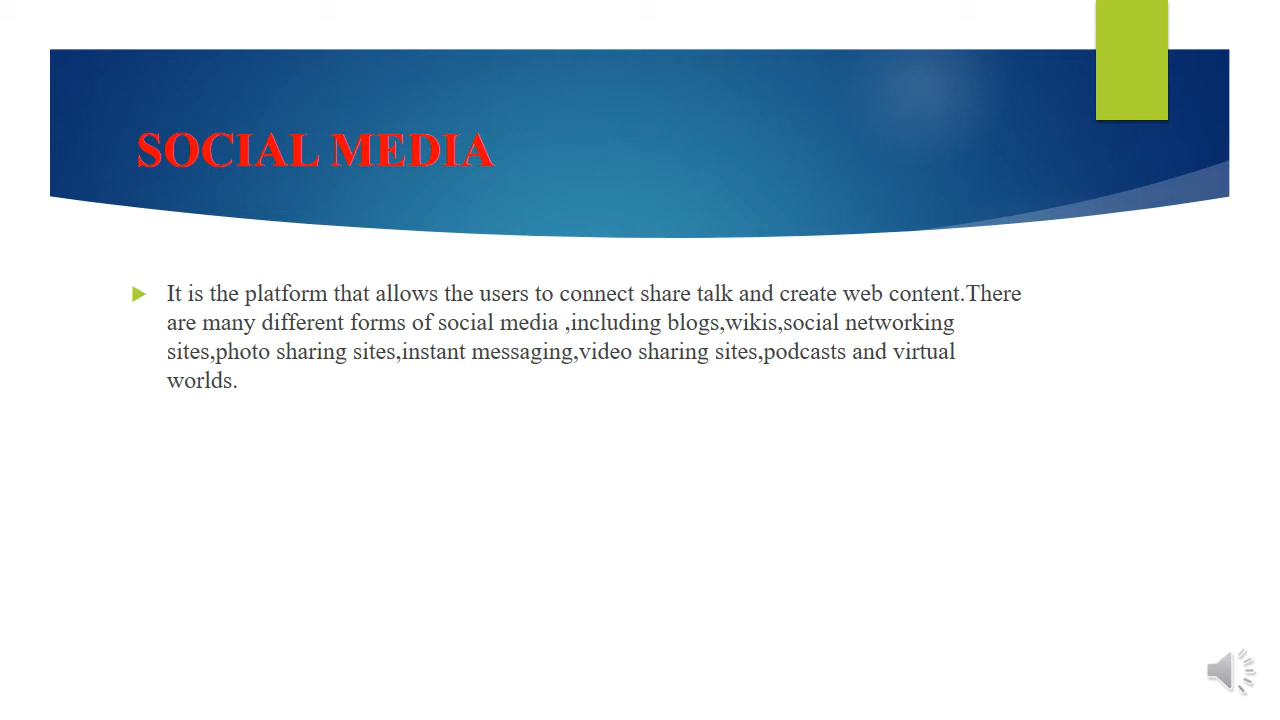 SOCIAL MEDIA
It is the platform that allows the users to connect share talk and create web content.There
are many different forms of social media ,including blogs,wikis,social networking
sites,photo sharing sites,instant messaging,video sharing sites,podcasts and virtual
worlds.